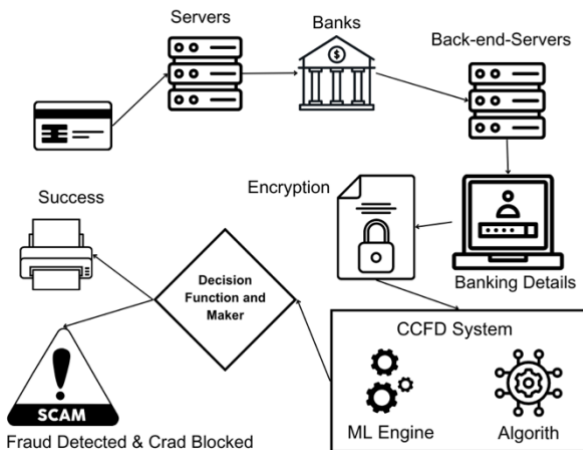 Servers
Banks
Back-end-Servers
$
Success
Encryption
Banking Details
Decision
Function and
Maker
CCFD System
ML Engine
Algorith
SCAM
Fraud Detected & Crad Blocked